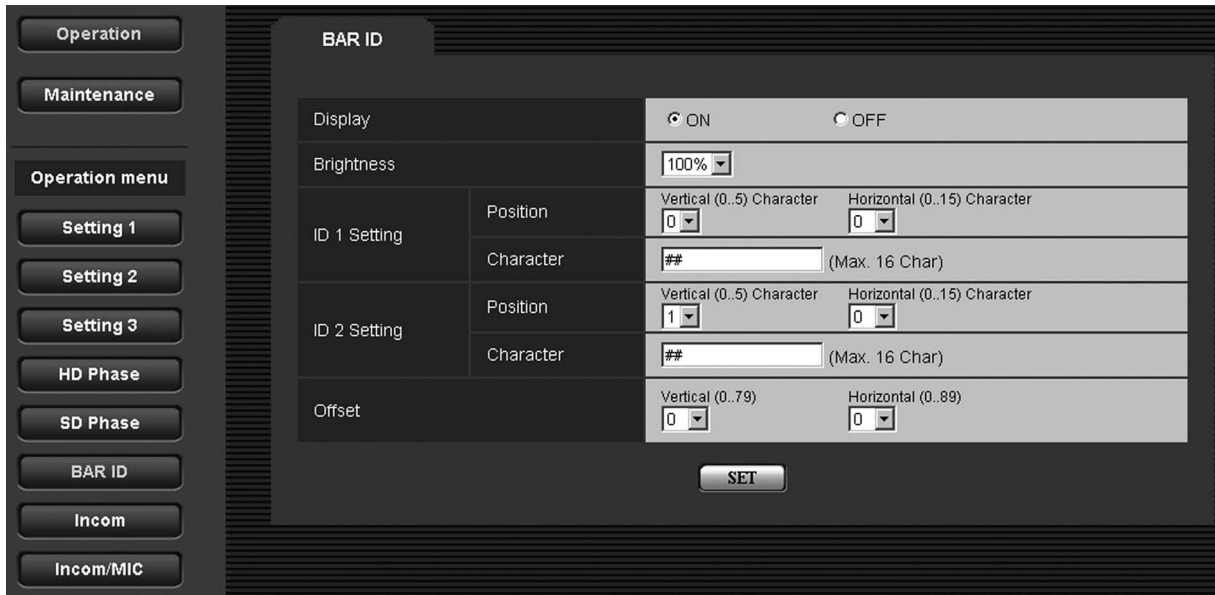 Operation
Maintenance
Operation menu
Setting 1
Setting 2
Setting 3
HD Phase
SD Phase
BAR ID
Incom
Incom/MIC
BAR ID
Display ON OFF
Brightness 100%
ID 1 Setting
Position
Vertical (0..5) Character Horizontal (0..15) Character
0 0
Character ## (Max. 16 Char)
ID 2 Setting
Position
Vertical (0..5) Character Horizontal (0..15) Character
1 0
Character ## (Max. 16 Char)
Offset
Vertical (0..79) Horizontal (0..89)
0 0
SET